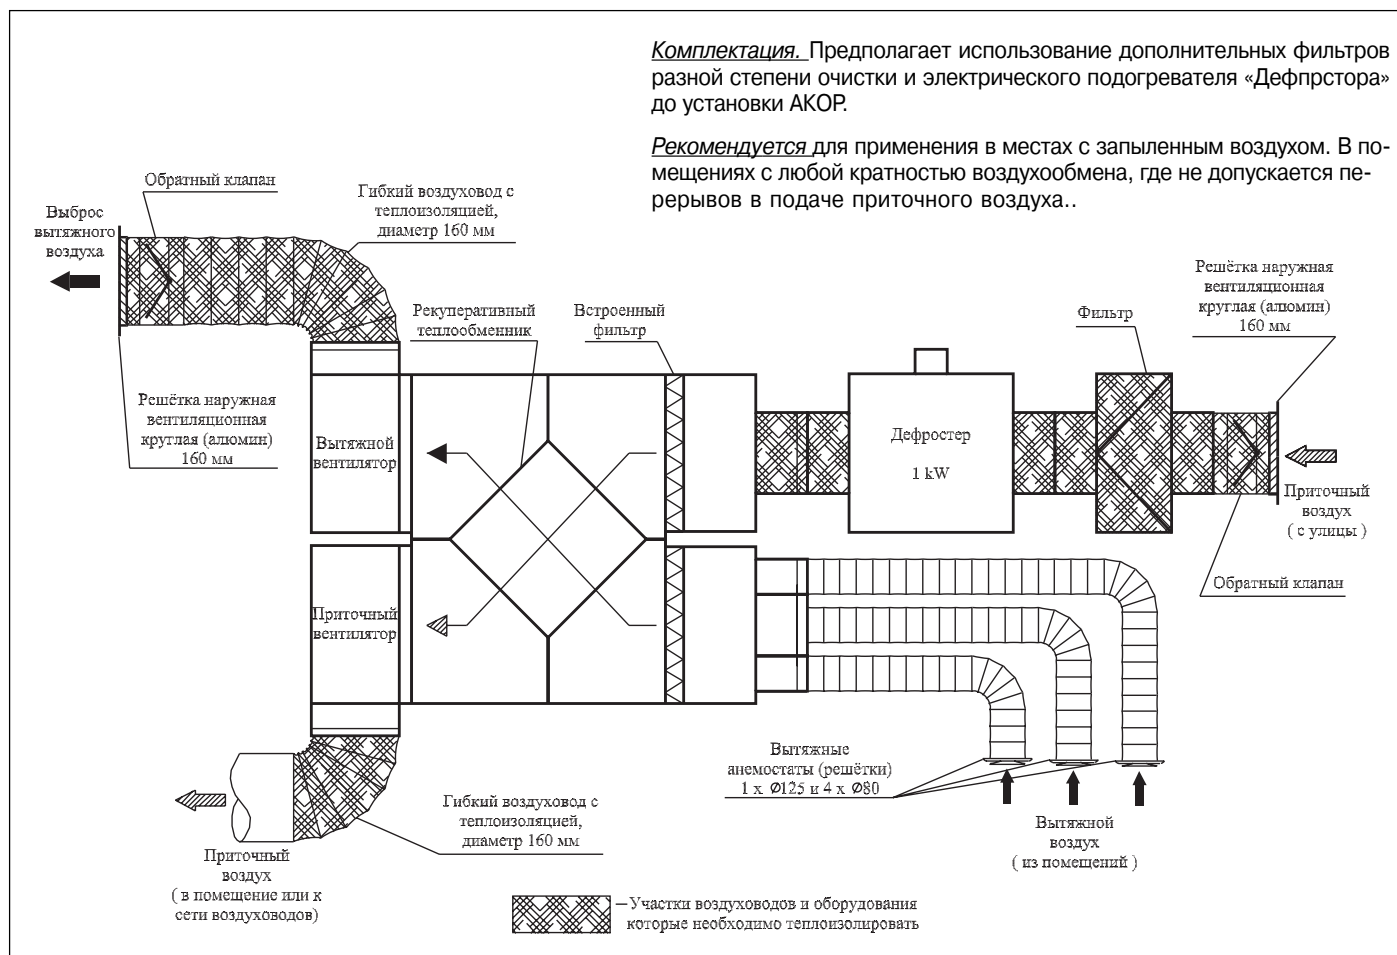 Комплектация. Предполагает использование дополнительных фильтров
разной степени очистки и электрического подогревателя «Дефпрстора»
до установки АКОР.
Рекомендуется для применения в местах с запыленным воздухом. В по-
мещениях с любой кратностью воздухообмена, где не допускается пе-
рерывов в подаче приточного воздуха..
Обратный клапан
Гибкий воздуховод с
теплоизоляцией,
диаметр 160 мм
Выброс
вытяжного
воздуха
Решётка наружная
вентиляционная
круглая (алюмин)
160 мм
Рекуперативный
теплообменник
Встроенный
фильтр
Фильтр
Решётка наружная
вентиляционная
круглая (алюмин)
160 мм
Вытяжной
вентилятор
Дефростер
1 kW
Приточный
воздух
( с улицы )
Обратный клапан
Приточный
вентилятор
Вытяжные
анемостаты (решётки)
1 х Ø125 и 4 х Ø80
Гибкий воздуховод с
теплоизоляцией,
диаметр 160 мм
Вытяжной
воздух
( из помещений )
Приточный
воздух
( в помещение или к
сети воздуховодов)
– Участки воздуховодов и оборудования
которые необходимо теплоизолировать